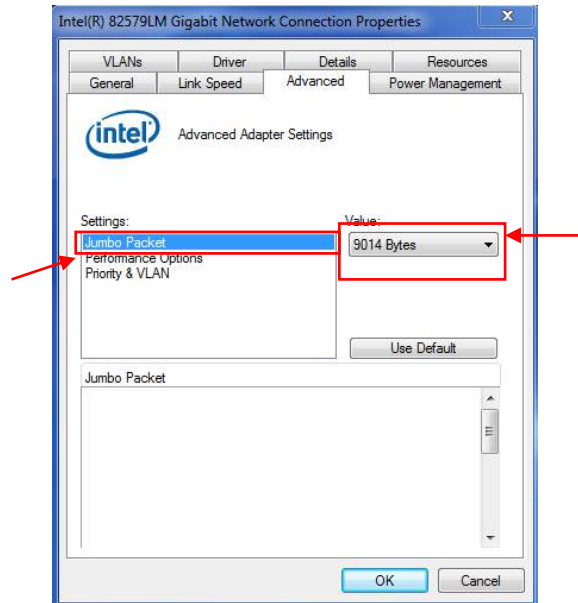 Intel(R) 82579LM Gigabit Network Connection Properties
x
VLANs Driver Details Resources
General Link Speed Advanced Power Management
intel Advanced Adapter Settings
Settings: Value:
Jumbo Packet 9014 Bytes
Performance Options
Priority & VLAN
Use Default
Jumbo Packet
OK Cancel